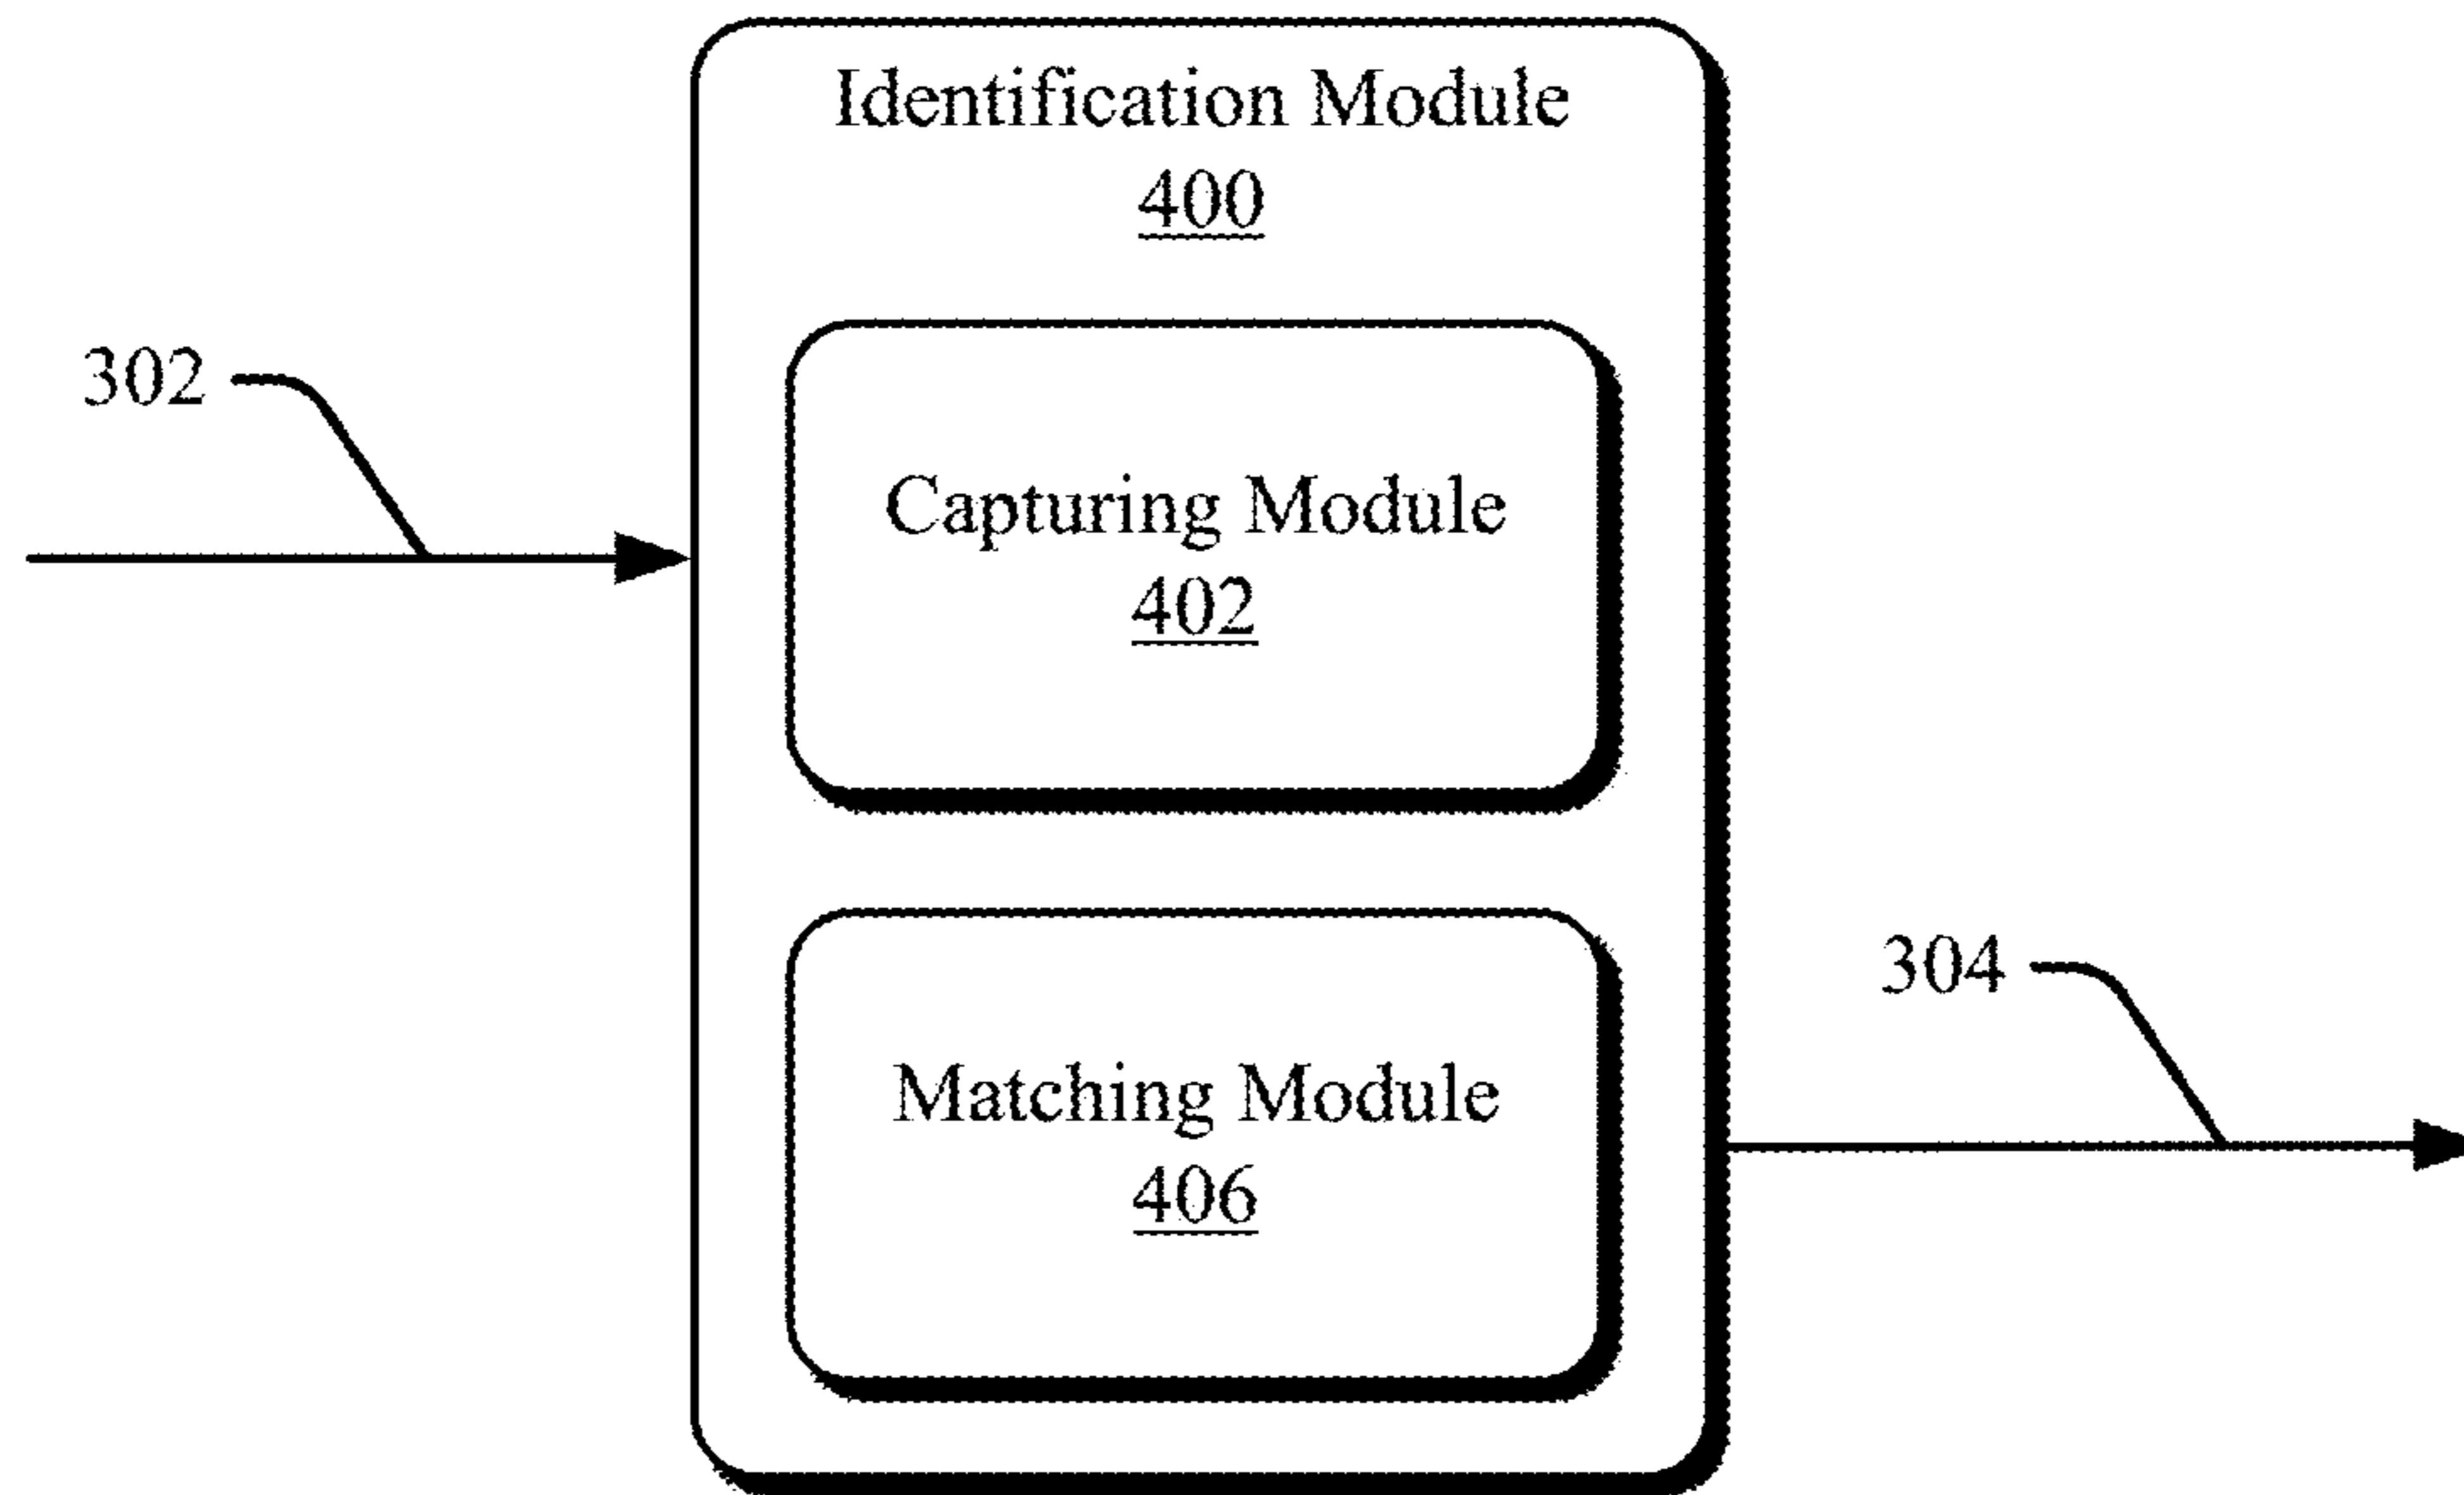 Identification Module
400
302
Capturing Module
402
304
Matching Module
406